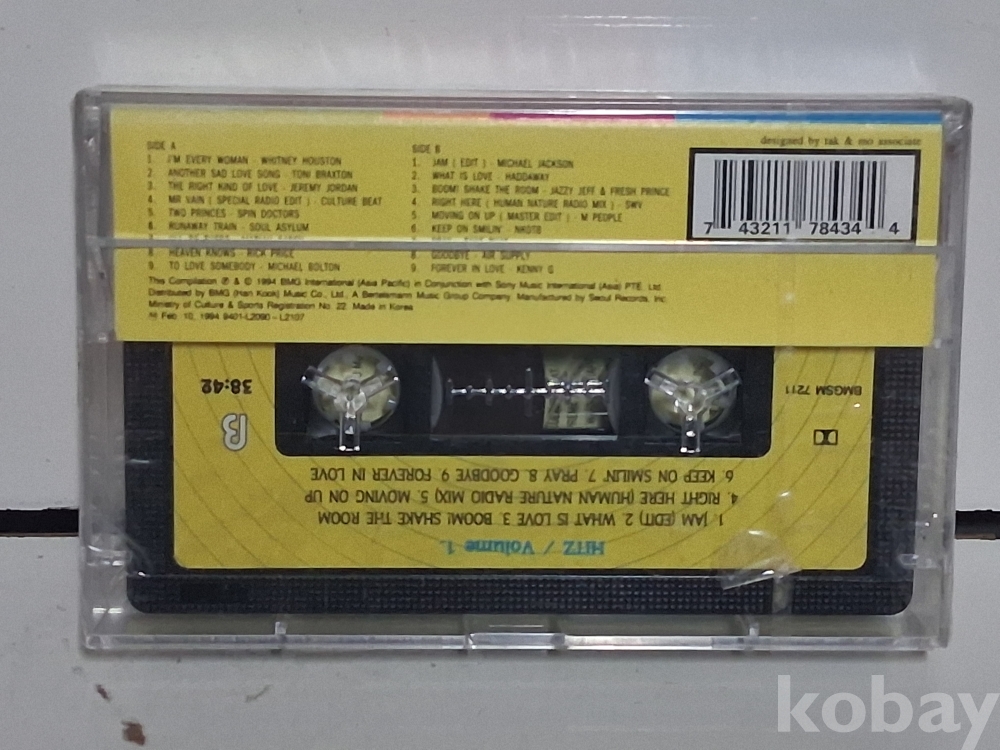 designed by tak & mo associate
SIDE A
1. I'M EVERY WOMAN - WHITNEY HOUSTON
2. ANOTHER SAD LOVE SONG - TONI BRAXTON
3. THE RIGHT KIND OF LOVE - JEREMY JORDAN
4. MR VAIN ( SPECIAL RADIO EDIT ) - CULTURE BEAT
5. TWO PRINCES - SPIN DOCTORS
6. RUNAWAY TRAIN - SOUL ASYLUM
8. HEAVEN KNOWS - RICK PRICE
9. TO LOVE SOMEBODY - MICHAEL BOLTON
SIDE B
1. JAM ( EDIT ) - MICHAEL JACKSON
2. WHAT IS LOVE - HADDAWAY
3. BOOM! SHAKE THE ROOM - JAZZY JEFF & FRESH PRINCE
4. RIGHT HERE ( HUMAN NATURE RADIO MIX ) - SWV
5. MOVING ON UP ( MASTER EDIT ) - M PEOPLE
6. KEEP ON SMILIN' - NKOTB
8. GOODBYE - AIR SUPPLY
9. FOREVER IN LOVE - KENNY G
7 43211 78434 4
This Compilation ℗ & © 1994 BMG International (Asia Pacific) in Conjunction with Sony Music International (Asia) PTE. Ltd.
Distributed by BMG (Han Kook) Music Co., Ltd., A Bertelsmann Music Group Company. Manufactured by Seoul Records, Inc.
Ministry of Culture & Sports Registration No. 22. Made in Korea
Feb. 10, 1994 9401-L2090~L2107
HITZ / Volume 1.
1. JAM (EDIT) 2. WHAT IS LOVE 3. BOOM! SHAKE THE ROOM
4. RIGHT HERE (HUMAN NATURE RADIO MIX) 5. MOVING ON UP
6. KEEP ON SMILIN' 7. PRAY 8. GOODBYE 9. FOREVER IN LOVE
B
BMGSM 7211
38:42
kobay